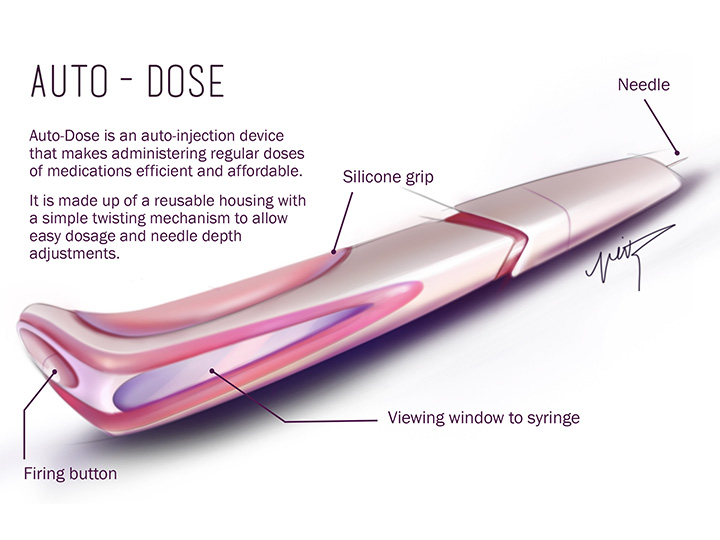 AUTO - DOSE
Auto-Dose is an auto-injection device
that makes administering regular doses
of medications efficient and affordable.
It is made up of a reusable housing with
a simple twisting mechanism to allow
easy dosage and needle depth
adjustments.
Needle
Silicone grip
Viewing window to syringe
Firing button